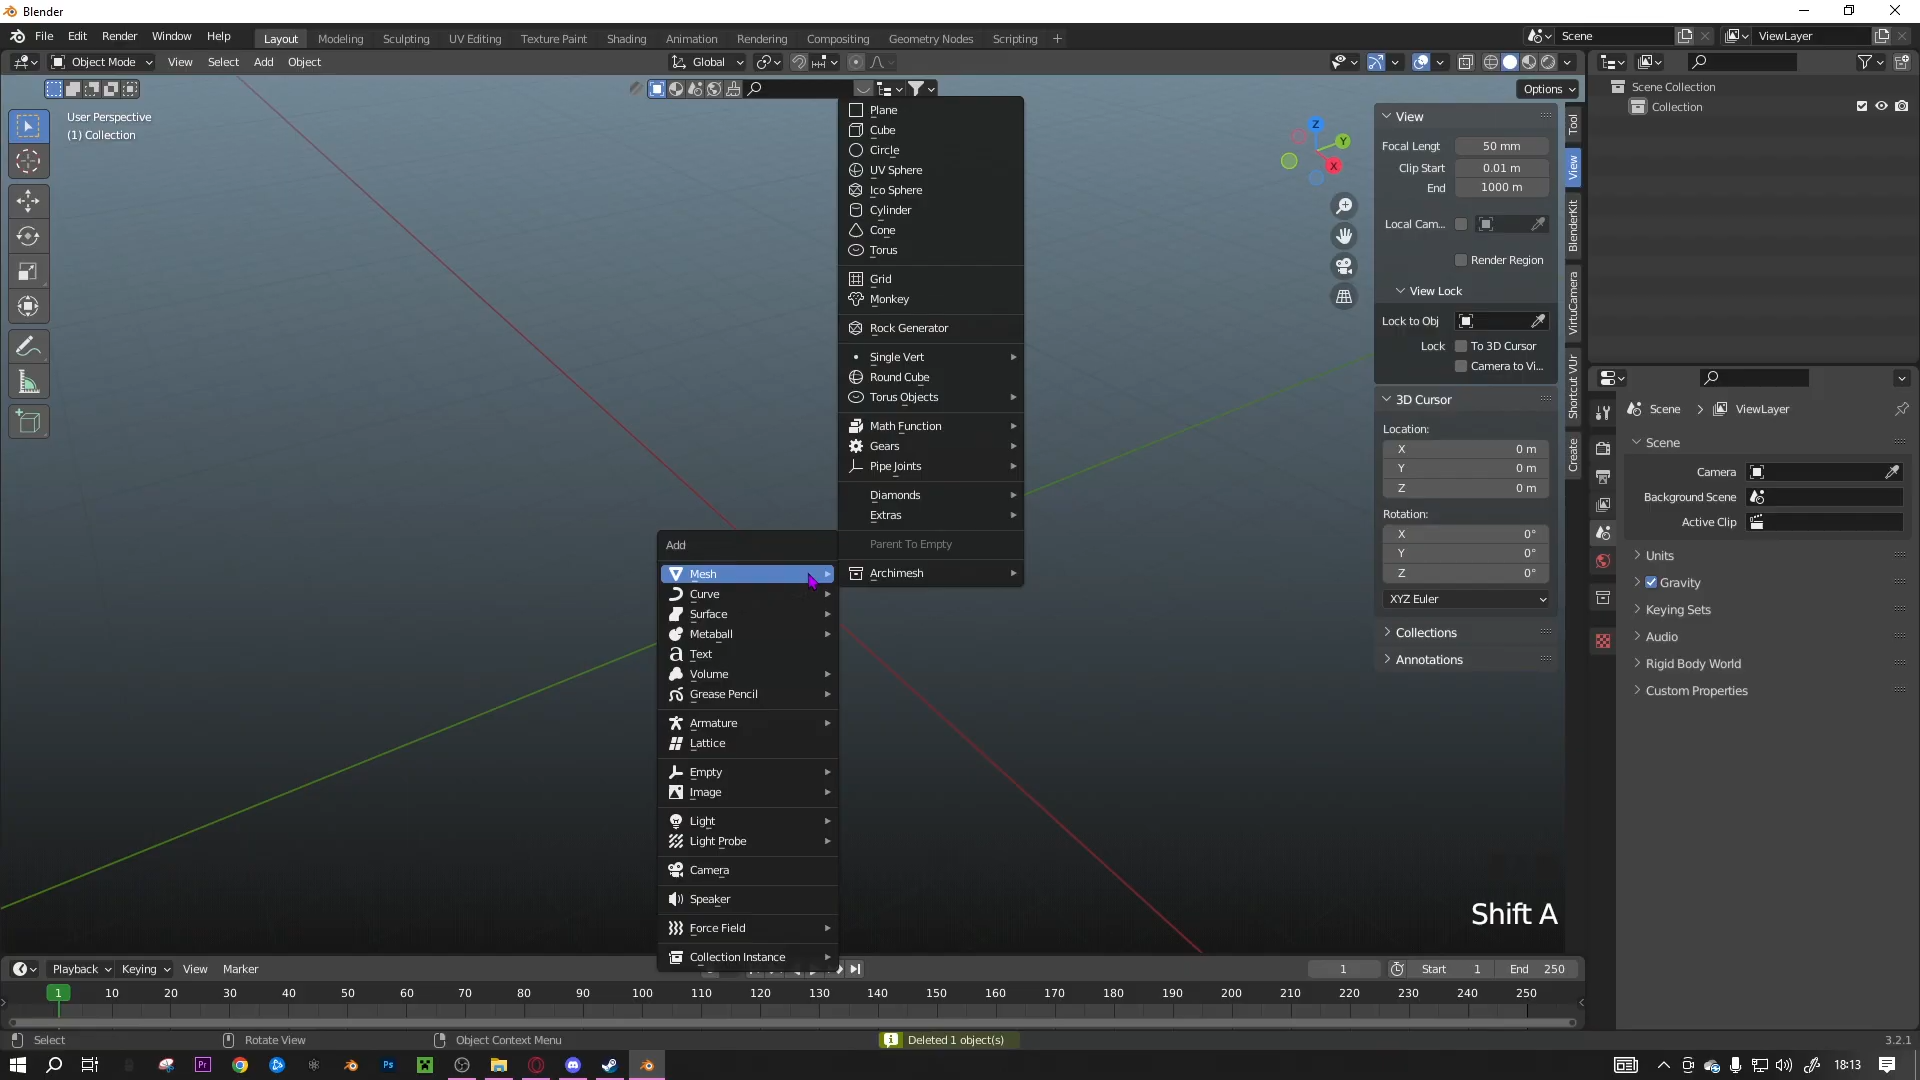 Blender
File Edit Render Window Help Layout Modeling Sculpting UV Editing Texture Paint Shading Animation Rendering Compositing Geometry Nodes Scripting + Scene ViewLayer
Object Mode View Select Add Object Global
Options
User Perspective
(1) Collection
Plane
Cube
Circle
UV Sphere
Ico Sphere
Cylinder
Cone
Torus
Grid
Monkey
Rock Generator
Single Vert
Round Cube
Torus Objects
Math Function
Gears
Pipe Joints
Diamonds
Extras
Parent To Empty
Archimesh
Add
Mesh
Curve
Surface
Metaball
Text
Volume
Grease Pencil
Armature
Lattice
Empty
Image
Light
Light Probe
Camera
Speaker
Force Field
Collection Instance
Z
Y
X
View
Focal Lengt 50 mm
Clip Start 0.01 m
End 1000 m
Local Cam...
Render Region
View Lock
Lock to Obj
Lock To 3D Cursor
Camera to Vi...
3D Cursor
Location:
X 0 m
Y 0 m
Z 0 m
Rotation:
X 0°
Y 0°
Z 0°
XYZ Euler
Collections
Annotations
Tool
View
BlenderKit
VirtuCamera
Shortcut VUr
Create
Scene Collection
Collection
Scene > ViewLayer
Scene
Camera
Background Scene
Active Clip
Units
Gravity
Keying Sets
Audio
Rigid Body World
Custom Properties
Shift A
Playback Keying View Marker 1 Start 1 End 250
1 10 20 30 40 50 60 70 80 90 100 110 120 130 140 150 160 170 180 190 200 210 220 230 240 250
Select Rotate View Object Context Menu Deleted 1 object(s) 3.2.1
Pr Ps 18:13